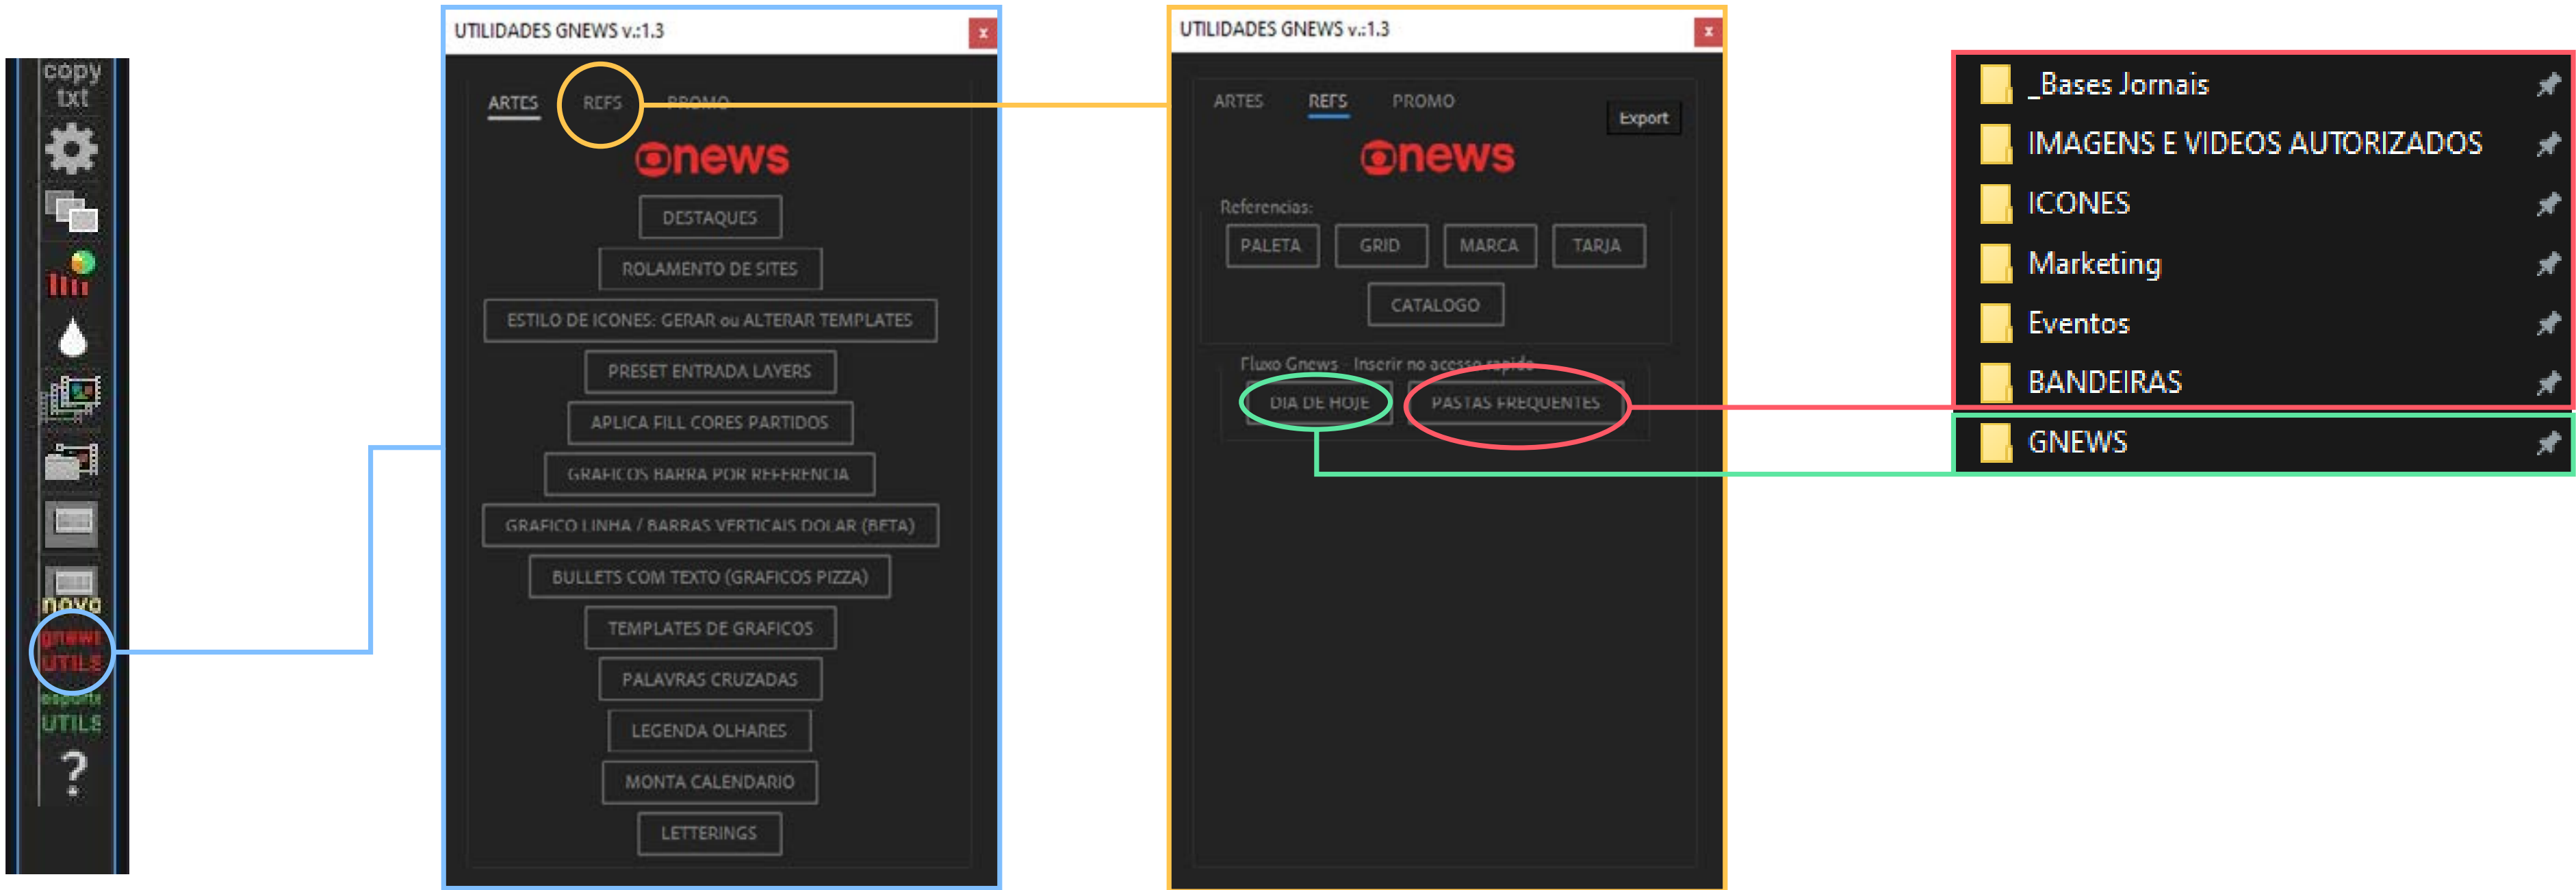 copy
txt
novo
gnews
UTILS
esporte
UTILS
?
UTILIDADES GNEWS v.:1.3
x
ARTES REFS PROMO
gnews
DESTAQUES
ROLAMENTO DE SITES
ESTILO DE ICONES: GERAR ou ALTERAR TEMPLATES
PRESET ENTRADA LAYERS
APLICA FILL CORES PARTIDOS
GRAFICOS BARRA POR REFERENCIA
GRAFICO LINHA / BARRAS VERTICAIS DOLAR (BETA)
BULLETS COM TEXTO (GRAFICOS PIZZA)
TEMPLATES DE GRAFICOS
PALAVRAS CRUZADAS
LEGENDA OLHARES
MONTA CALENDARIO
LETTERINGS
UTILIDADES GNEWS v.:1.3
x
ARTES REFS PROMO
Export
gnews
Referencias:
PALETA GRID MARCA TARJA
CATALOGO
Fluxo Gnews - Inserir no acesso rapido
DIA DE HOJE PASTAS FREQUENTES
_Bases Jornais
IMAGENS E VIDEOS AUTORIZADOS
ICONES
Marketing
Eventos
BANDEIRAS
GNEWS